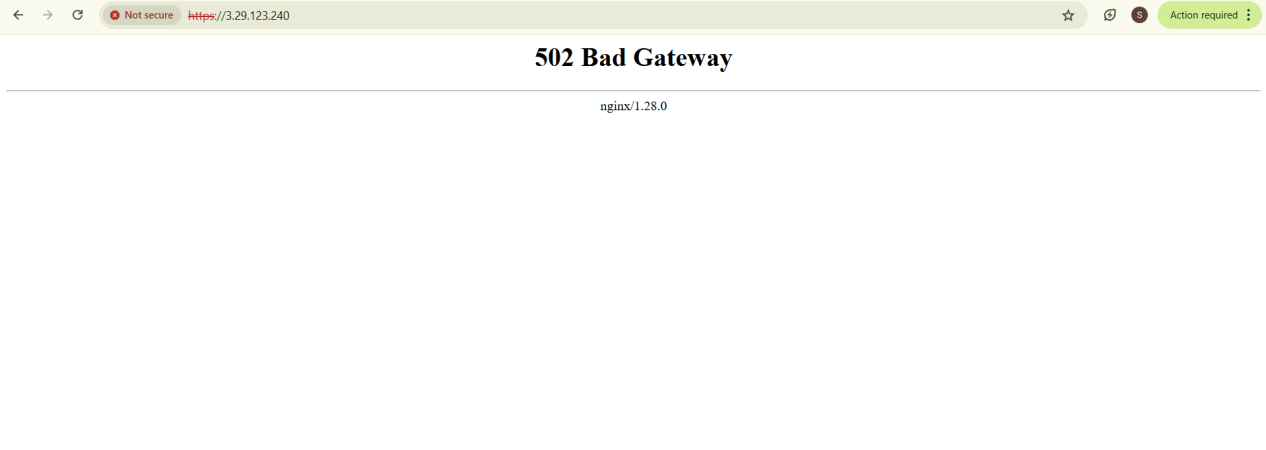 Not secure https://3.29.123.240 S Action required
502 Bad Gateway
nginx/1.28.0